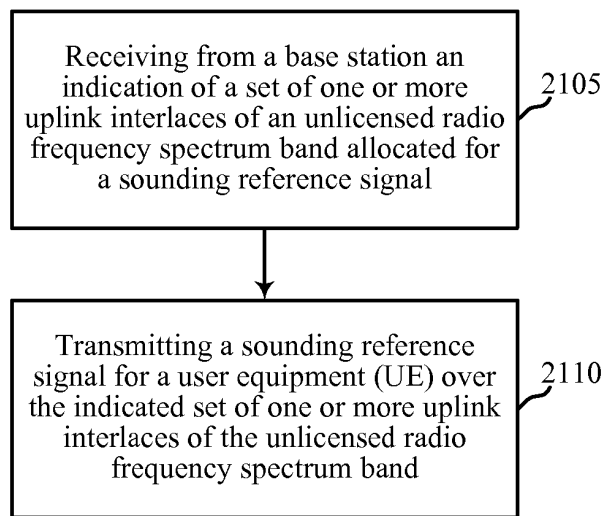 Receiving from a base station an
indication of a set of one or more
uplink interlaces of an unlicensed radio
frequency spectrum band allocated for
a sounding reference signal
2105
Transmitting a sounding reference
signal for a user equipment (UE) over
the indicated set of one or more uplink
interlaces of the unlicensed radio
frequency spectrum band
2110